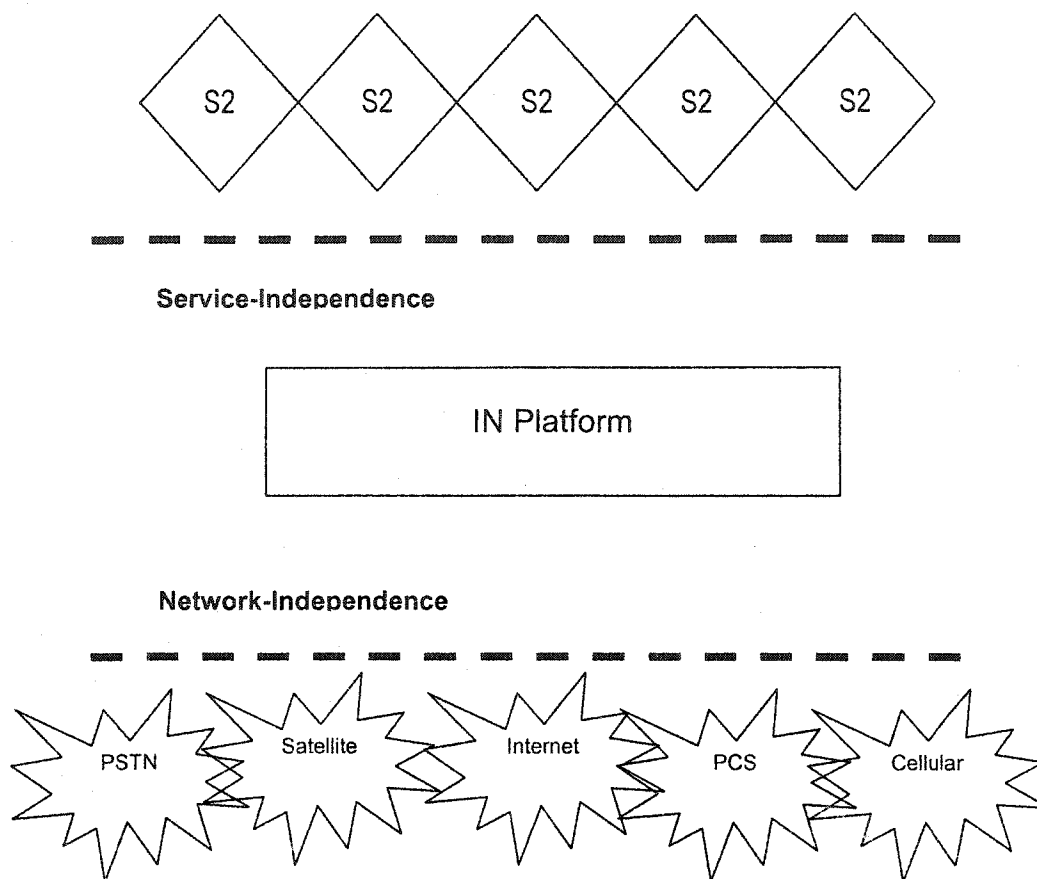 S2 S2 S2 S2 S2
Service-Independence
IN Platform
Network-Independence
PSTN Satellite Internet PCS Cellular